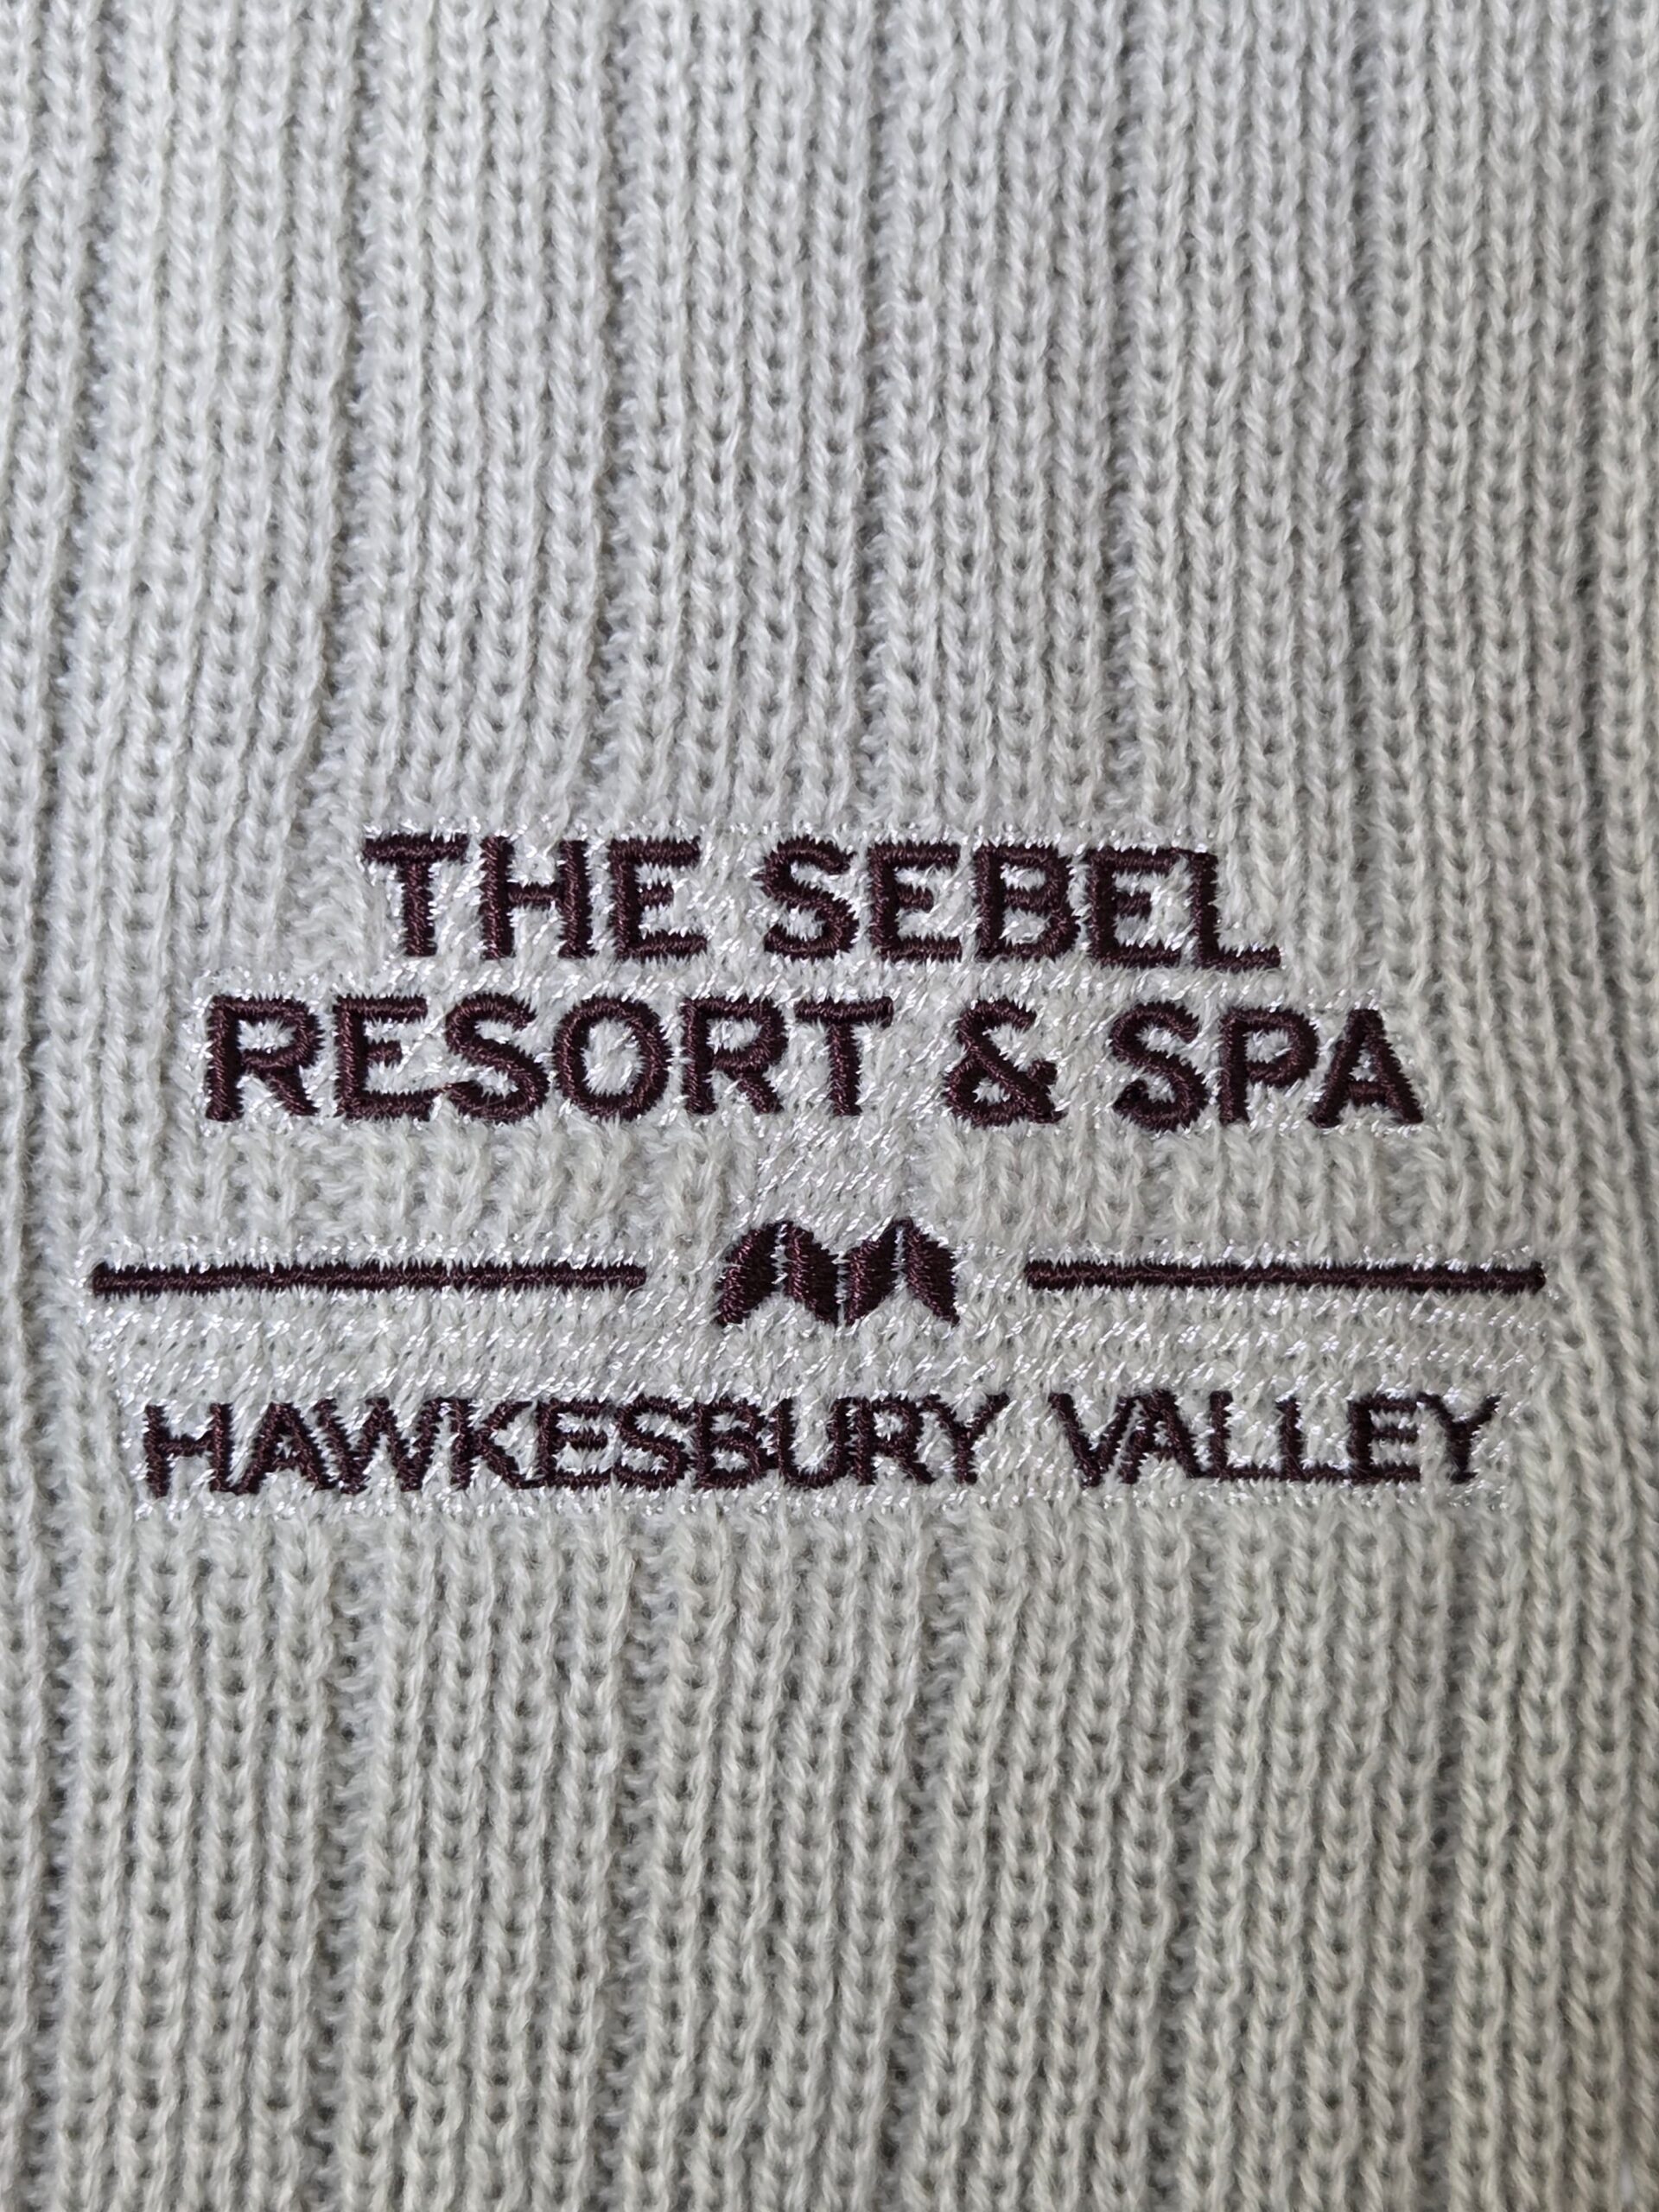 THE SEBEL
RESORT & SPA
HAWKESBURY VALLEY